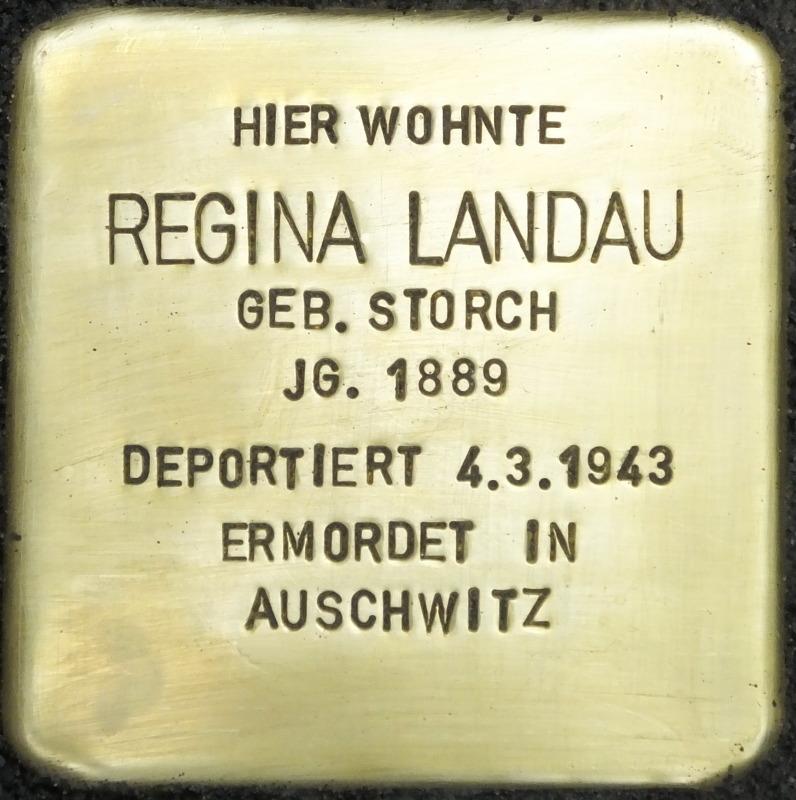 HIER WOHNTE
REGINA LANDAU
GEB. STORCH
JG. 1889
DEPORTIERT 4.3.1943
ERMORDET IN
AUSCHWITZ